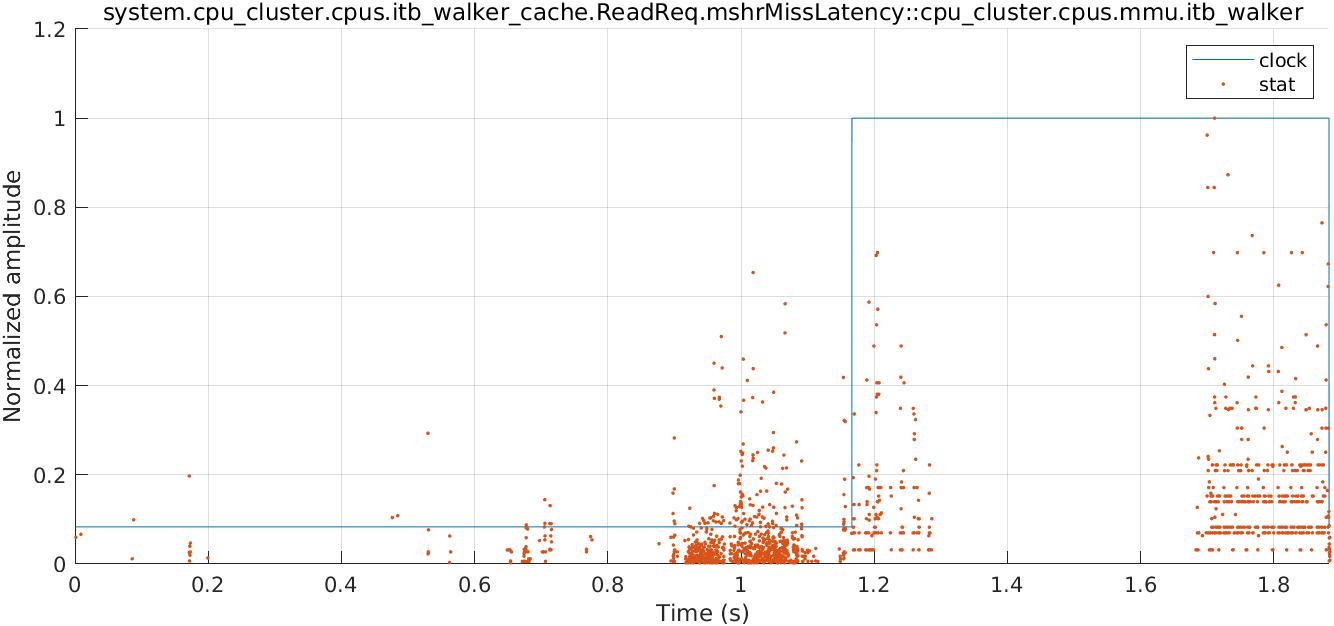 system.cpu_cluster.cpus.itb_walker_cache.ReadReq.mshrMissLatency::cpu_cluster.cpus.mmu.itb_walker
1.2
1
0.8
0.6
0.4
0.2
0
Normalized amplitude
clock
stat
0 0.2 0.4 0.6 0.8 1 1.2 1.4 1.6 1.8
Time (s)